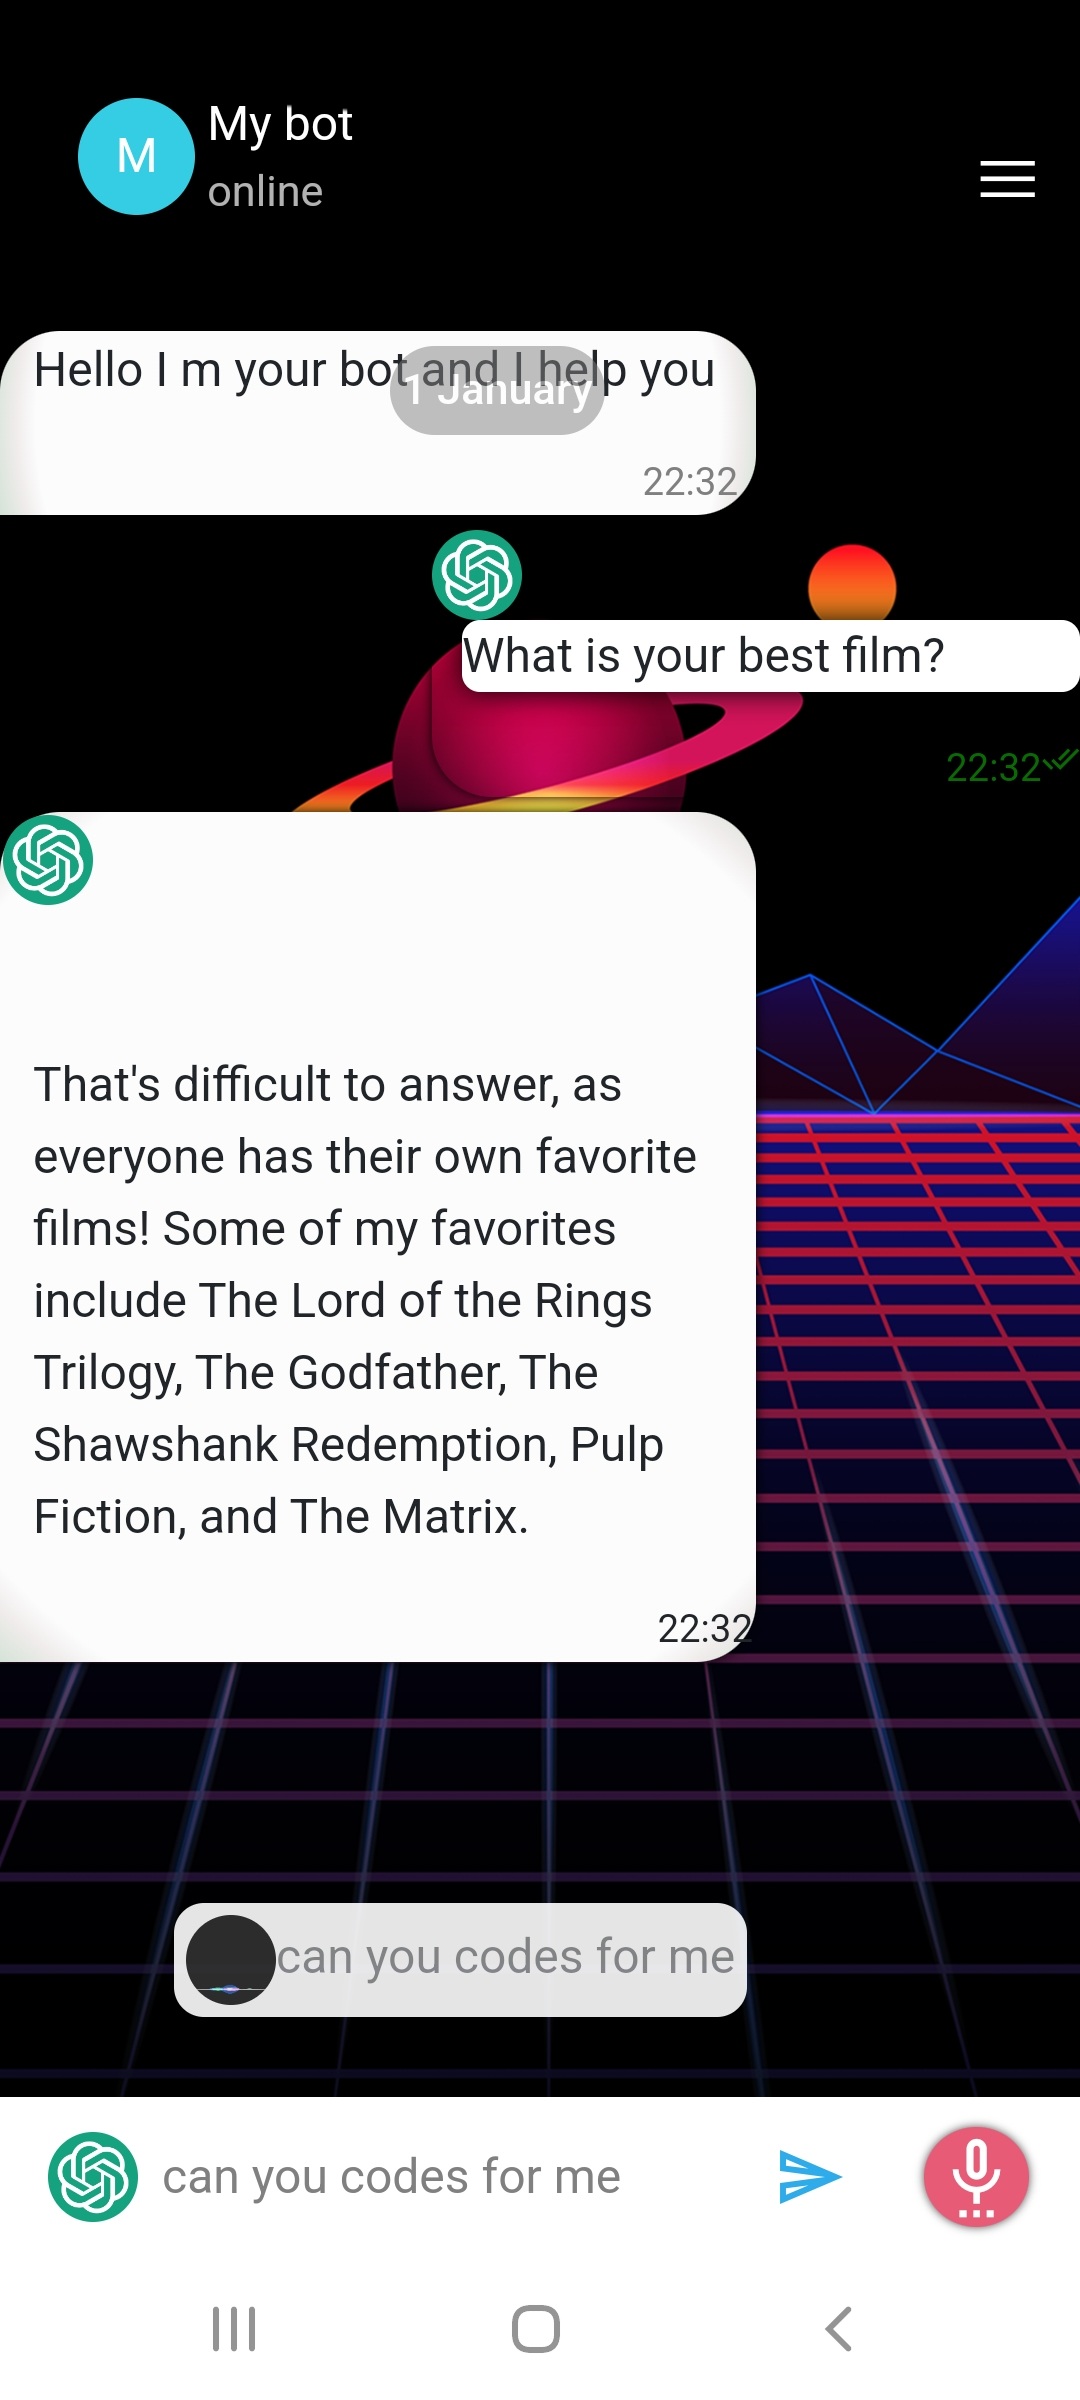 M
My bot
online
Hello I m your bot and I help you
1 January
22:32
What is your best film?
22:32
That's difficult to answer, as
everyone has their own favorite
films! Some of my favorites
include The Lord of the Rings
Trilogy, The Godfather, The
Shawshank Redemption, Pulp
Fiction, and The Matrix.
22:32
can you codes for me
can you codes for me